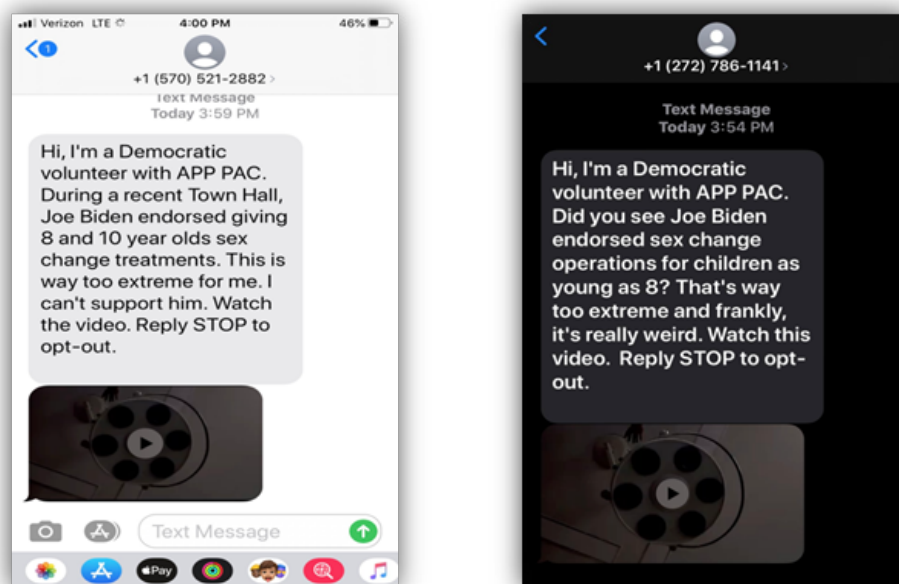 Verizon LTE 4:00 PM 46%
1
+1 (570) 521-2882 >
Text Message
Today 3:59 PM
Hi, I'm a Democratic
volunteer with APP PAC.
During a recent Town Hall,
Joe Biden endorsed giving
8 and 10 year olds sex
change treatments. This is
way too extreme for me. I
can't support him. Watch
the video. Reply STOP to
opt-out.
Text Message
Pay
+1 (272) 786-1141 >
Text Message
Today 3:54 PM
Hi, I'm a Democratic
volunteer with APP PAC.
Did you see Joe Biden
endorsed sex change
operations for children as
young as 8? That's way
too extreme and frankly,
it's really weird. Watch this
video. Reply STOP to opt-
out.